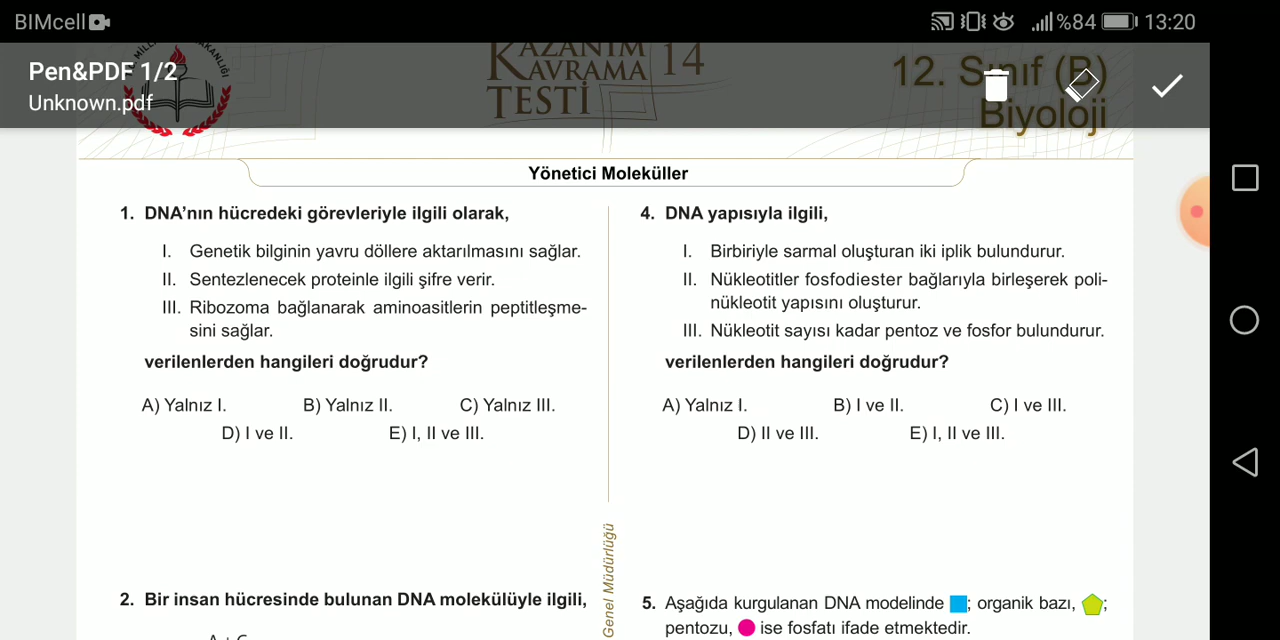 BIMcell
%84
13:20
Pen&PDF 1/2
Unknown.pdf
KAZANIM
KAVRAMA
TESTİ
14
12. Sınıf (B)
Biyoloji
Yönetici Moleküller
1. DNA’nın hücredeki görevleriyle ilgili olarak,
I. Genetik bilginin yavru döllere aktarılmasını sağlar.
II. Sentezlenecek proteinle ilgili şifre verir.
III. Ribozoma bağlanarak aminoasitlerin peptitleşme-
sini sağlar.
verilenlerden hangileri doğrudur?
A) Yalnız I. B) Yalnız II. C) Yalnız III.
D) I ve II. E) I, II ve III.
2. Bir insan hücresinde bulunan DNA molekülüyle ilgili,
Genel Müdürlüğü
4. DNA yapısıyla ilgili,
I. Birbiriyle sarmal oluşturan iki iplik bulundurur.
II. Nükleotitler fosfodiester bağlarıyla birleşerek poli-
nükleotit yapısını oluşturur.
III. Nükleotit sayısı kadar pentoz ve fosfor bulundurur.
verilenlerden hangileri doğrudur?
A) Yalnız I. B) I ve II. C) I ve III.
D) II ve III. E) I, II ve III.
5. Aşağıda kurgulanan DNA modelinde ; organik bazı, ;
pentozu, ise fosfatı ifade etmektedir.